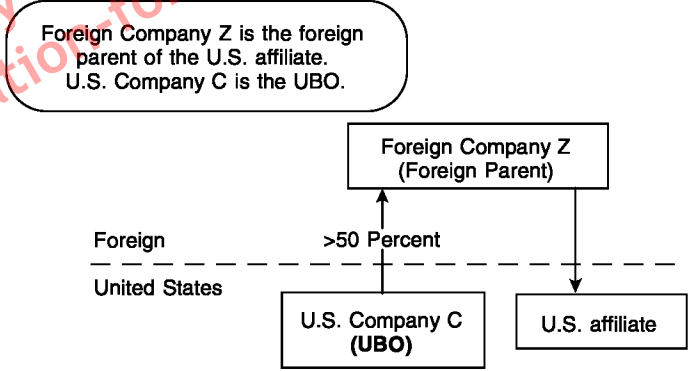 Foreign Company Z is the foreign
parent of the U.S. affiliate.
U.S. Company C is the UBO.
Foreign Company Z
(Foreign Parent)
Foreign
>50 Percent
United States
U.S. Company C
(UBO)
U.S. affiliate